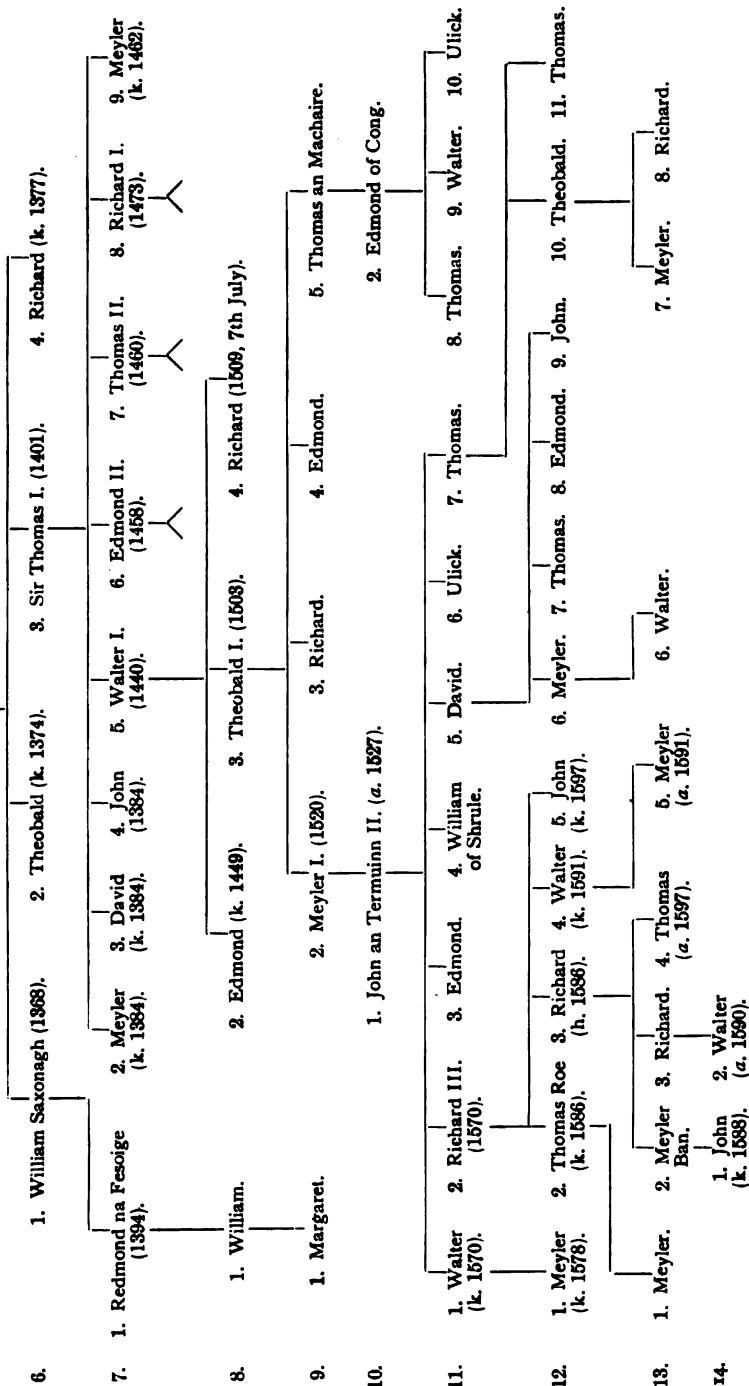 6. 1. William Saxonagh (1368). 2. Theobald (k. 1374). 3. Sir Thomas I. (1401). 4. Richard (k. 1377).
7. 1. Redmond na Fesoige (1394). 2. Meyler (k. 1384). 3. David (k. 1384). 4. John (1384). 5. Walter I. (1440). 6. Edmond II. (1458). 7. Thomas II. (1460). 8. Richard I. (1473). 9. Meyler (k. 1462).
8. 1. William. 2. Edmond (k. 1449). 3. Theobald I. (1503). 4. Richard (1509, 7th July).
9. 1. Margaret. 2. Meyler I. (1520). 3. Richard. 4. Edmond. 5. Thomas an Machaire.
10. 1. John an Termuinn II. (a. 1527). 2. Edmond of Cong.
11. 1. Walter (k. 1570). 2. Richard III. (1570). 3. Edmond. 4. William of Shrule. 5. David. 6. Ulick. 7. Thomas. 8. Thomas. 9. Walter. 10. Ulick.
12. 1. Meyler (k. 1578). 2. Thomas Roe (k. 1586). 3. Richard (h. 1586). 4. Walter (k. 1591). 5. John (k. 1597). 6. Meyler. 7. Thomas. 8. Edmond. 9. John. 10. Theobald. 11. Thomas.
13. 1. Meyler. 2. Meyler Ban. 3. Richard. 4. Thomas (a. 1597). 5. Meyler (a. 1591). 6. Walter. 7. Meyler. 8. Richard.
14. 1. John (k. 1588). 2. Walter (a. 1590).